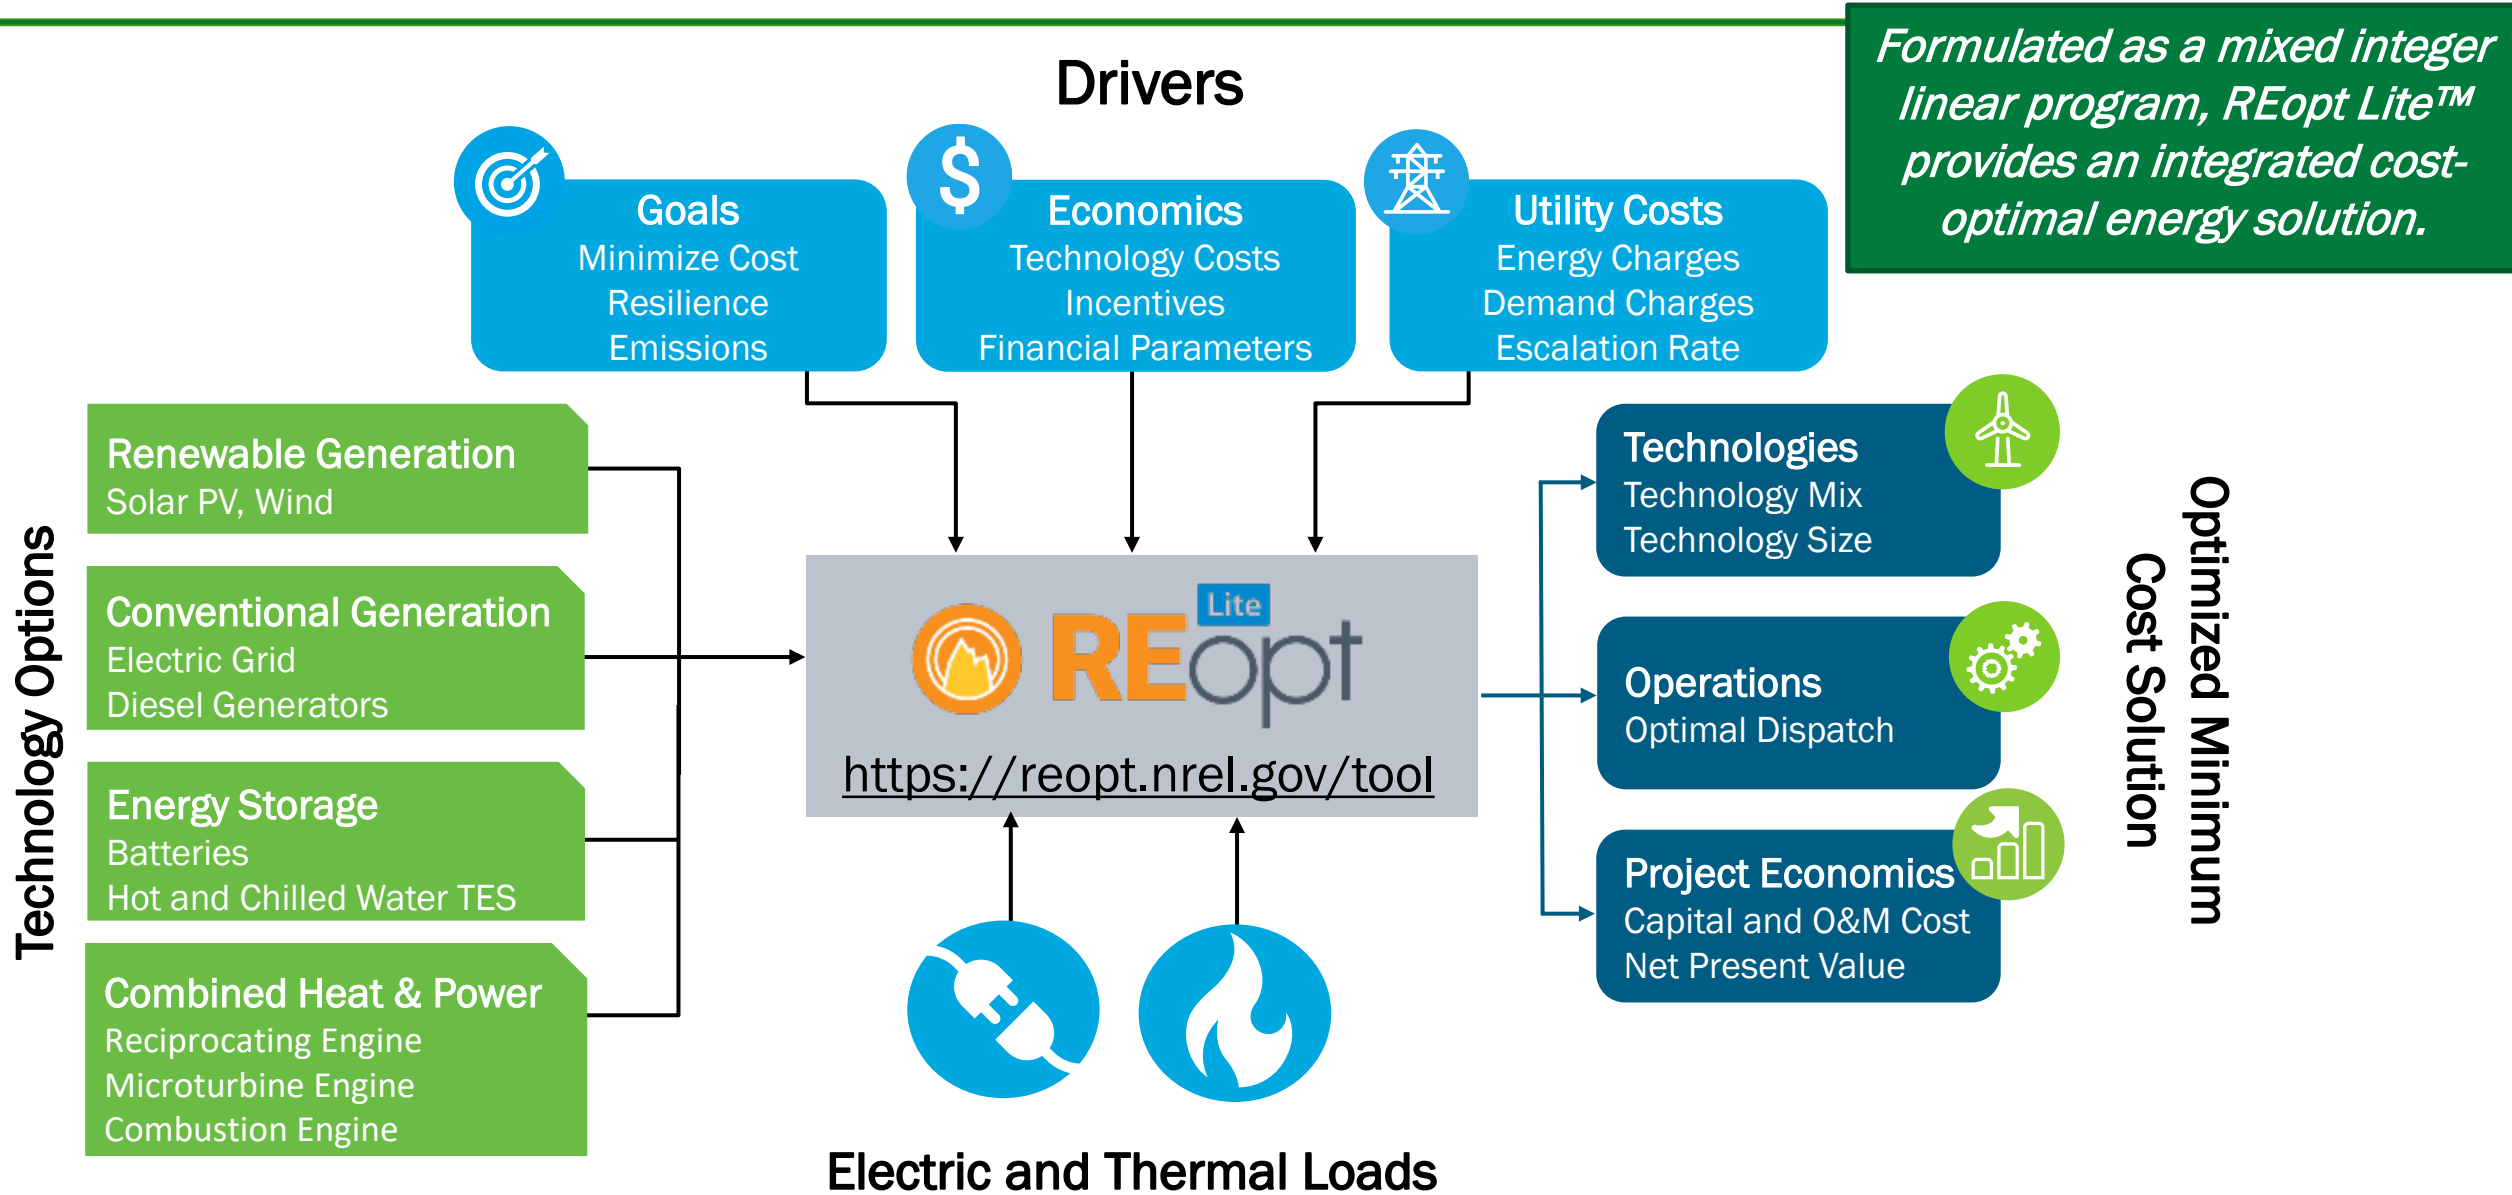 Formulated as a mixed integer
linear program, REopt Lite™
provides an integrated cost-
optimal energy solution.
Drivers
Goals
Minimize Cost
Resilience
Emissions
$
Economics
Technology Costs
Incentives
Financial Parameters
Utility Costs
Energy Charges
Demand Charges
Escalation Rate
Technology Options
Renewable Generation
Solar PV, Wind
Conventional Generation
Electric Grid
Diesel Generators
Energy Storage
Batteries
Hot and Chilled Water TES
Combined Heat & Power
Reciprocating Engine
Microturbine Engine
Combustion Engine
REopt Lite
https://reopt.nrel.gov/tool
Electric and Thermal Loads
Technologies
Technology Mix
Technology Size
Operations
Optimal Dispatch
Project Economics
Capital and O&M Cost
Net Present Value
Optimized Minimum
Cost Solution